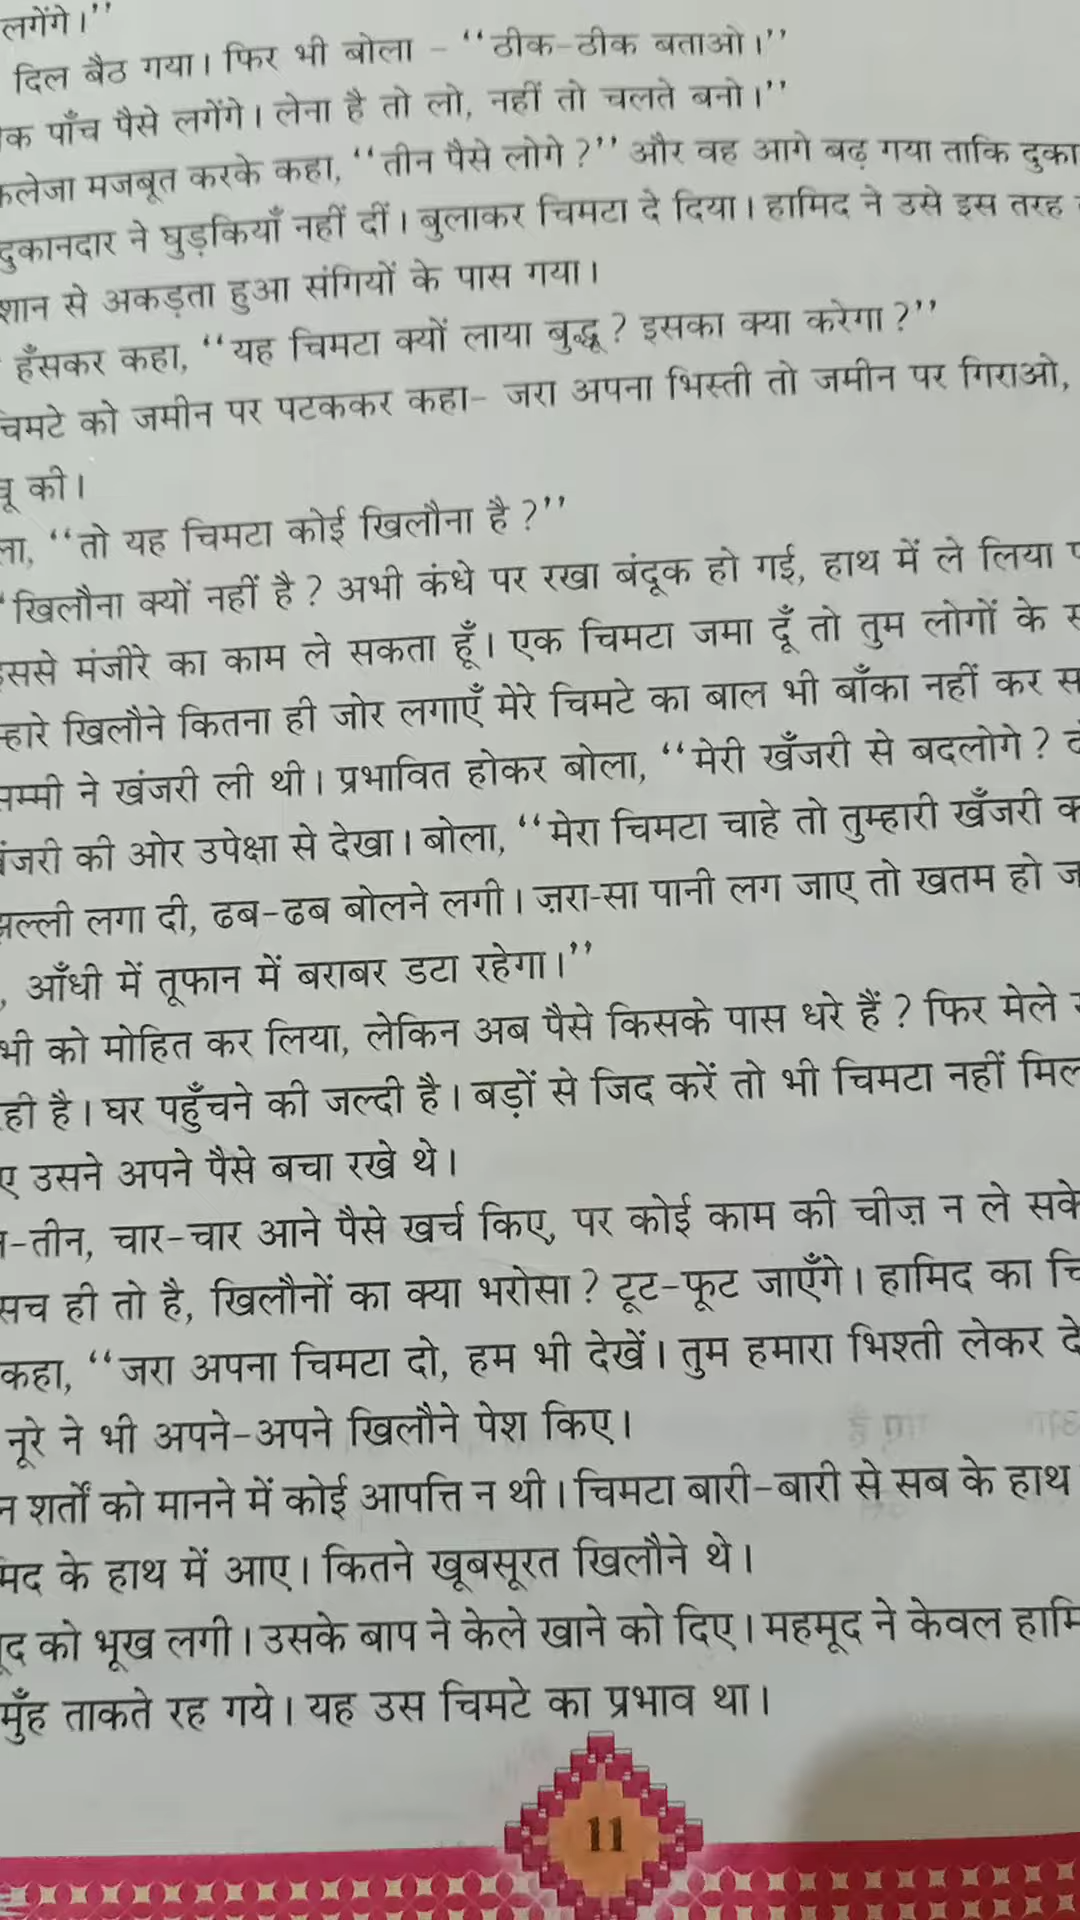 लगेंगे।''
दिल बैठ गया। फिर भी बोला - ''ठीक-ठीक बताओ।''
पाँच पैसे लगेंगे। लेना है तो लो, नहीं तो चलते बनो।''
कलेजा मजबूत करके कहा, ''तीन पैसे लोगे ?'' और वह आगे बढ़ गया ताकि
दुकानदार ने घुड़कियाँ नहीं दीं। बुलाकर चिमटा दे दिया। हामिद ने उसे इस तरह
शान से अकड़ता हुआ संगियों के पास गया।
हँसकर कहा, ''यह चिमटा क्यों लाया बुद्धू ? इसका क्या करेगा ?''
चिमटे को जमीन पर पटककर कहा- जरा अपना भिस्ती तो जमीन पर गिराओ,
की।
''तो यह चिमटा कोई खिलौना है ?''
''खिलौना क्यों नहीं है ? अभी कंधे पर रखा बंदूक हो गई, हाथ में ले लिया
इससे मंजीरे का काम ले सकता हूँ। एक चिमटा जमा दूँ तो तुम लोगों के
खिलौने कितना ही जोर लगाएँ मेरे चिमटे का बाल भी बाँका नहीं कर
सम्मी ने खंजरी ली थी। प्रभावित होकर बोला, ''मेरी खँजरी से बदलोगे ?
की ओर उपेक्षा से देखा। बोला, ''मेरा चिमटा चाहे तो तुम्हारी खँजरी
लगा दी, ढब-ढब बोलने लगी। ज़रा-सा पानी लग जाए तो खतम हो
, आँधी में तूफान में बराबर डटा रहेगा।''
को मोहित कर लिया, लेकिन अब पैसे किसके पास धरे हैं ? फिर मेले
है। घर पहुँचने की जल्दी है। बड़ों से जिद करें तो भी चिमटा नहीं
उसने अपने पैसे बचा रखे थे।
-तीन, चार-चार आने पैसे खर्च किए, पर कोई काम की चीज़ न ले सके
सच ही तो है, खिलौनों का क्या भरोसा ? टूट-फूट जाएँगे। हामिद का
कहा, ''जरा अपना चिमटा दो, हम भी देखें। तुम हमारा भिश्ती लेकर
नूरे ने भी अपने-अपने खिलौने पेश किए।
शर्तों को मानने में कोई आपत्ति न थी। चिमटा बारी-बारी से सब के हाथ
के हाथ में आए। कितने खूबसूरत खिलौने थे।
को भूख लगी। उसके बाप ने केले खाने को दिए। महमूद ने केवल
मुँह ताकते रह गये। यह उस चिमटे का प्रभाव था।
11